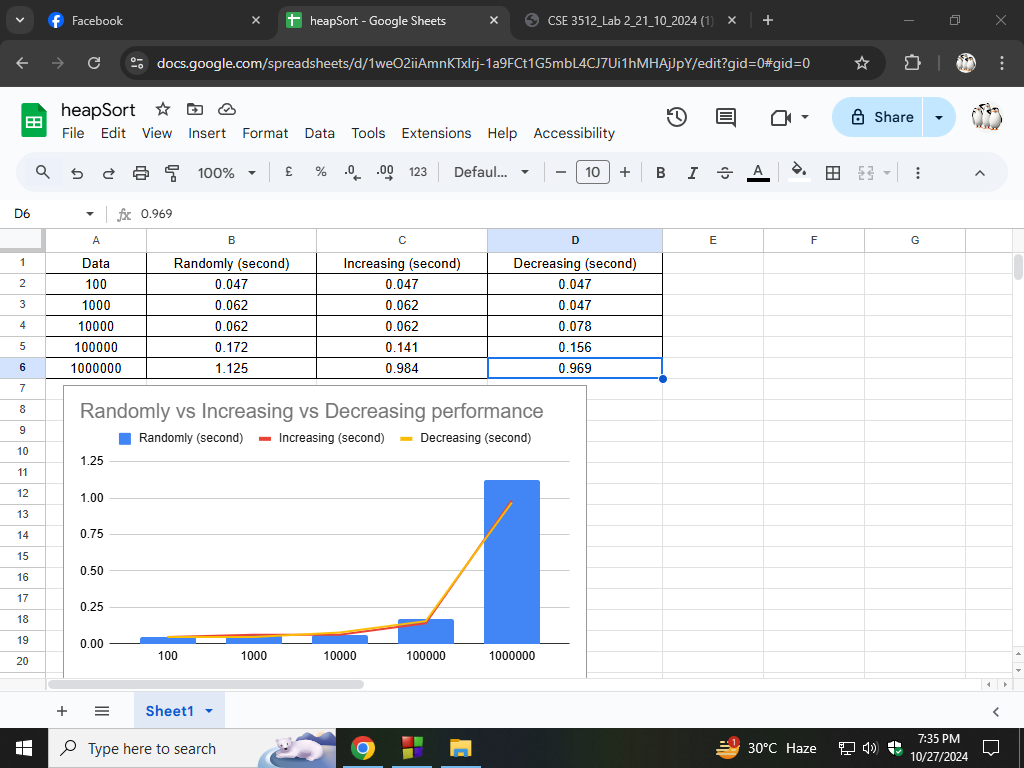 Facebook
heapSort - Google Sheets
CSE 3512_Lab 2_21_10_2024 (1)
docs.google.com/spreadsheets/d/1weO2iiAmnKTxIrj-1a9FCt1G5mbL4CJ7Ui1hMHAjJpY/edit?gid=0#gid=0
heapSort
File Edit View Insert Format Data Tools Extensions Help Accessibility
Share
100% £ % .0 .00 123 Defaul... 10 B I S A
D6 fx 0.969
A B C D E F G
1 Data Randomly (second) Increasing (second) Decreasing (second)
2 100 0.047 0.047 0.047
3 1000 0.062 0.062 0.047
4 10000 0.062 0.062 0.078
5 100000 0.172 0.141 0.156
6 1000000 1.125 0.984 0.969
7
8
9
10
11
12
13
14
15
16
17
18
19
20
Randomly vs Increasing vs Decreasing performance
Randomly (second) Increasing (second) Decreasing (second)
1.25
1.00
0.75
0.50
0.25
0.00
100 1000 10000 100000 1000000
Sheet1
Type here to search
1
30°C Haze
7:35 PM
10/27/2024